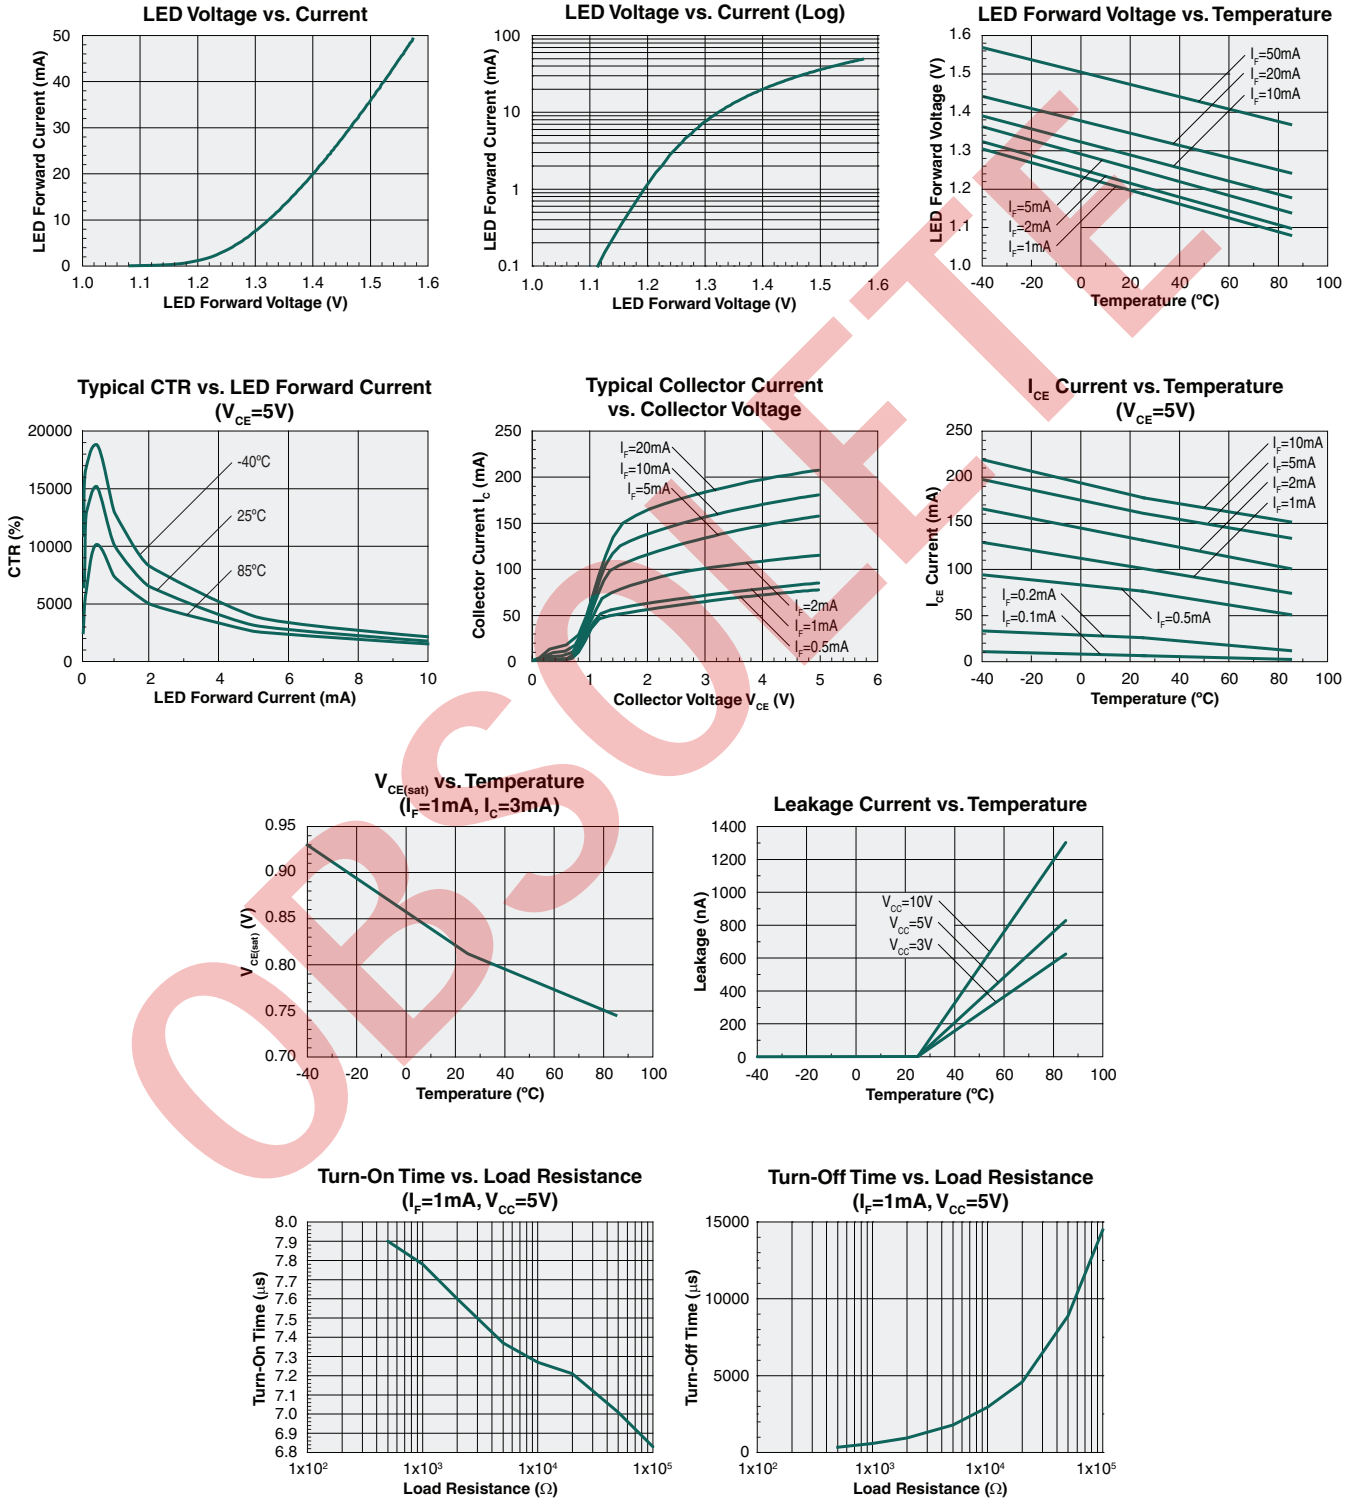 LED Voltage vs. Current
LED Forward Current (mA)
50
40
30
20
10
0
1.0 1.1 1.2 1.3 1.4 1.5 1.6
LED Forward Voltage (V)
LED Voltage vs. Current (Log)
LED Forward Current (mA)
100
10
1
0.1
1.0 1.1 1.2 1.3 1.4 1.5 1.6
LED Forward Voltage (V)
LED Forward Voltage vs. Temperature
LED Forward Voltage (V)
1.6
1.5
1.4
1.3
1.2
1.1
1.0
IF=50mA
IF=20mA
IF=10mA
IF=5mA
IF=2mA
IF=1mA
-40 -20 0 20 40 60 80 100
Temperature (ºC)
Typical CTR vs. LED Forward Current
(VCE=5V)
CTR (%)
20000
15000
10000
5000
0
-40ºC
25ºC
85ºC
0 2 4 6 8 10
LED Forward Current (mA)
Typical Collector Current
vs. Collector Voltage
Collector Current IC (mA)
250
200
150
100
50
0
IF=20mA
IF=10mA
IF=5mA
IF=2mA
IF=1mA
IF=0.5mA
0 1 2 3 4 5 6
Collector Voltage VCE (V)
ICE Current vs. Temperature
(VCE=5V)
ICE Current (mA)
250
200
150
100
50
0
IF=10mA
IF=5mA
IF=2mA
IF=1mA
IF=0.2mA
IF=0.1mA
IF=0.5mA
-40 -20 0 20 40 60 80 100
Temperature (ºC)
VCE(sat) vs. Temperature
(IF=1mA, IC=3mA)
VCE(sat) (V)
0.95
0.90
0.85
0.80
0.75
0.70
-40 -20 0 20 40 60 80 100
Temperature (ºC)
Leakage Current vs. Temperature
Leakage (nA)
1400
1200
1000
800
600
400
200
0
VCC=10V
VCC=5V
VCC=3V
-40 -20 0 20 40 60 80 100
Temperature (ºC)
Turn-On Time vs. Load Resistance
(IF=1mA, VCC=5V)
Turn-On Time (μs)
8.0
7.9
7.8
7.7
7.6
7.5
7.4
7.3
7.2
7.1
7.0
6.9
6.8
1x10² 1x10³ 1x10⁴ 1x10⁵
Load Resistance (Ω)
Turn-Off Time vs. Load Resistance
(IF=1mA, VCC=5V)
Turn-Off Time (μs)
15000
10000
5000
0
1x10² 1x10³ 1x10⁴ 1x10⁵
Load Resistance (Ω)
OBSOLETE